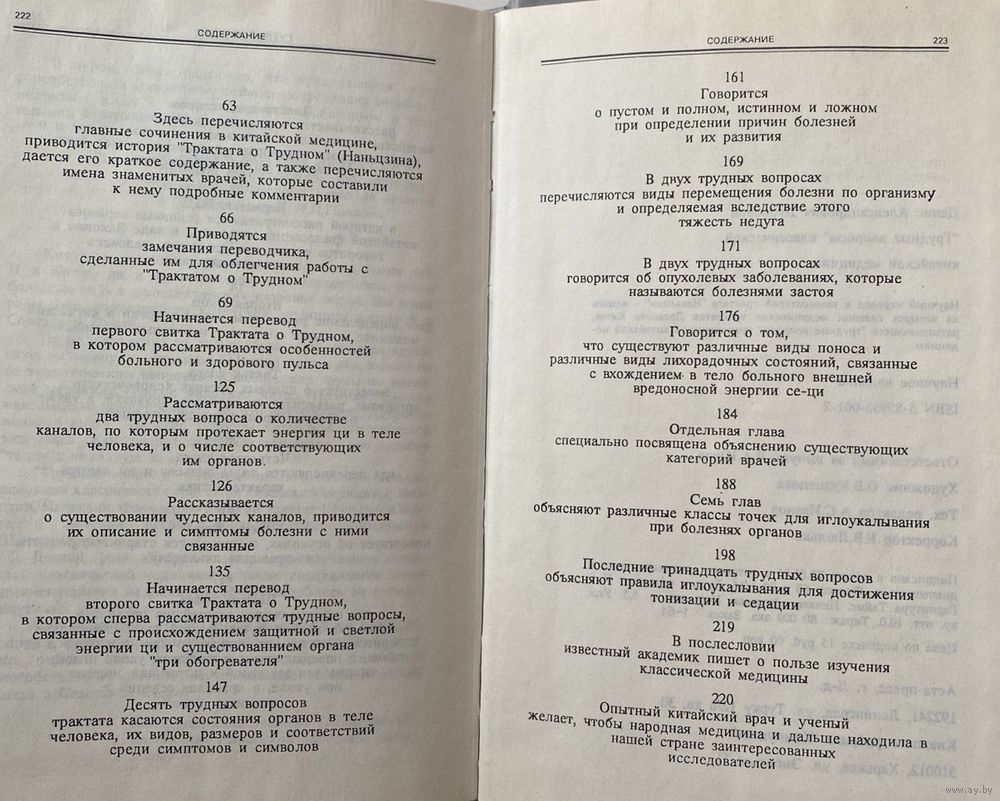 222
СОДЕРЖАНИЕ
63
Здесь перечисляются
главные сочинения в китайской медицине,
приводится история "Трактата о Трудном" (Наньцзина),
дается его краткое содержание, а также перечисляются
имена знаменитых врачей, которые составили
к нему подробные комментарии
66
Приводятся
замечания переводчика,
сделанные им для облегчения работы с
"Трактатом о Трудном"
69
Начинается перевод
первого свитка Трактата о Трудном,
в котором рассматриваются особенностей
больного и здорового пульса
125
Рассматриваются
два трудных вопроса о количестве
каналов, по которым протекает энергия ци в теле
человека, и о числе соответствующих
им органов.
126
Рассказывается
о существовании чудесных каналов, приводится
их описание и симптомы болезни с ними
связанные
135
Начинается перевод
второго свитка Трактата о Трудном,
в котором сперва рассматриваются трудные вопросы,
связанные с происхождением защитной и светлой
энергии ци и существованием органа
"три обогревателя"
147
Десять трудных вопросов
трактата касаются состояния органов в теле
человека, их видов, размеров и соответствий
среди симптомов и символов
СОДЕРЖАНИЕ
223
161
Говорится
о пустом и полном, истинном и ложном
при определении причин болезней
и их развития
169
В двух трудных вопросах
перечисляются виды перемещения болезни по организму
и определяемая вследствие этого
тяжесть недуга
171
В двух трудных вопросах
говорится об опухолевых заболеваниях, которые
называются болезнями застоя
176
Говорится о том,
что существуют различные виды поноса и
различные виды лихорадочных состояний, связанные
с вхождением в тело больного внешней
вредоносной энергии се-ци
184
Отдельная глава
специально посвящена объяснению существующих
категорий врачей
188
Семь глав
объясняют различные классы точек для иглоукалывания
при болезнях органов
198
Последние тринадцать трудных вопросов
объясняют правила иглоукалывания для достижения
тонизации и седации
219
В послесловии
известный академик пишет о пользе изучения
классической медицины
220
Опытный китайский врач и ученый
желает, чтобы народная медицина и дальше находила в
нашей стране заинтересованных
исследователей
www.ay.by